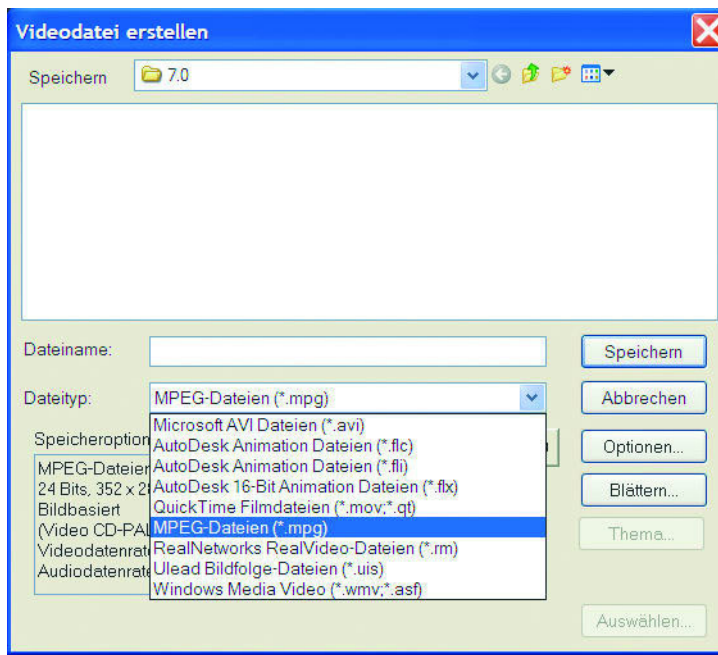 Videodatei erstellen
Speichern
7.0
Dateiname:
Speichern
Dateityp:
MPEG-Dateien (*.mpg)
Abbrechen
Microsoft AVI Dateien (*.avi)
AutoDesk Animation Dateien (*.flc)
AutoDesk Animation Dateien (*.fli)
AutoDesk 16-Bit Animation Dateien (*.flx)
QuickTime Filmdateien (*.mov;*.qt)
MPEG-Dateien (*.mpg)
RealNetworks RealVideo-Dateien (*.rm)
Ulead Bildfolge-Dateien (*.uis)
Windows Media Video (*.wmv;*.asf)
Speicheroption
MPEG-Dateier
24 Bits, 352 x 28
Bildbasiert
(Video CD-PAL
Videodatenrate
Audiodatenrate
Optionen...
Blättern...
Thema...
Auswählen...